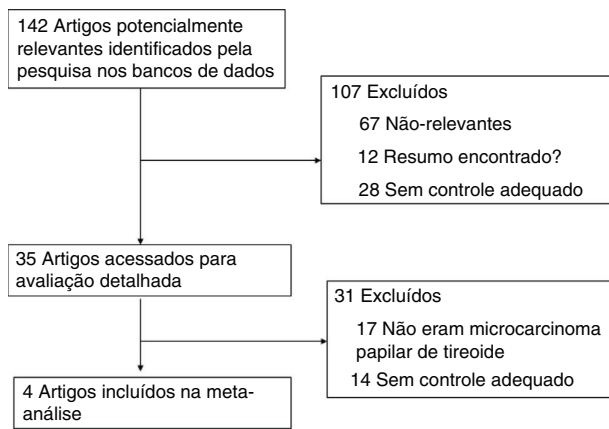 142 Artigos potencialmente
relevantes identificados pela
pesquisa nos bancos de dados
107 Excluídos
67 Não-relevantes
12 Resumo encontrado?
28 Sem controle adequado
35 Artigos acessados para
avaliação detalhada
31 Excluídos
17 Não eram microcarcinoma
papilar de tireoide
14 Sem controle adequado
4 Artigos incluídos na meta-
análise